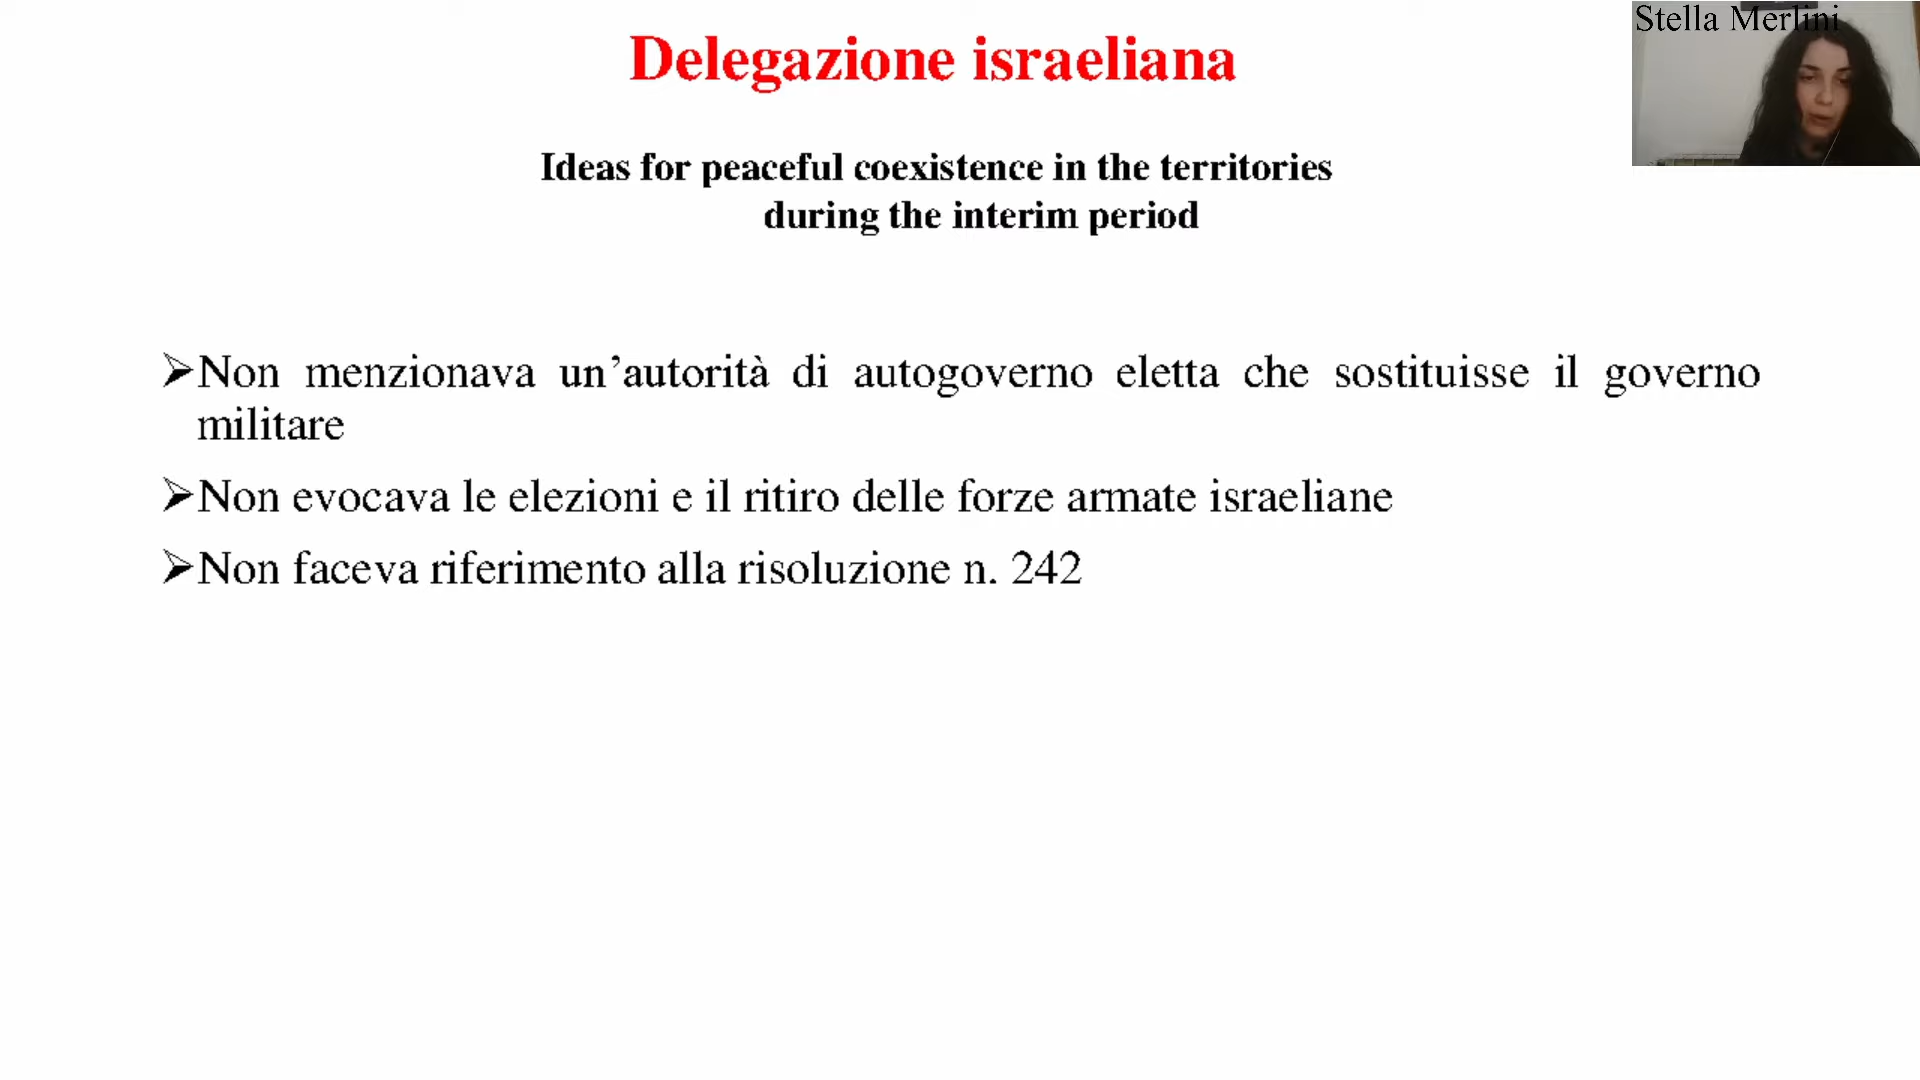 Delegazione israeliana
Stella Merlini
Ideas for peaceful coexistence in the territories
during the interim period
➢Non menzionava un’autorità di autogoverno eletta che sostituisse il governo
militare
➢Non evocava le elezioni e il ritiro delle forze armate israeliane
➢Non faceva riferimento alla risoluzione n. 242